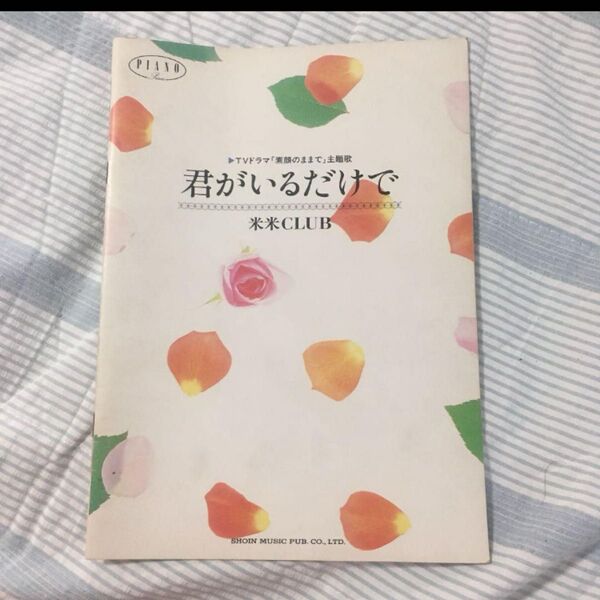 PIANO
▶TVドラマ「素顔のままで」主題歌
君がいるだけで
米米CLUB
SHOIN MUSIC PUB. CO., LTD.